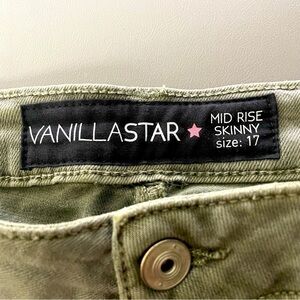 VANILLASTAR
MID RISE
SKINNY
size: 17